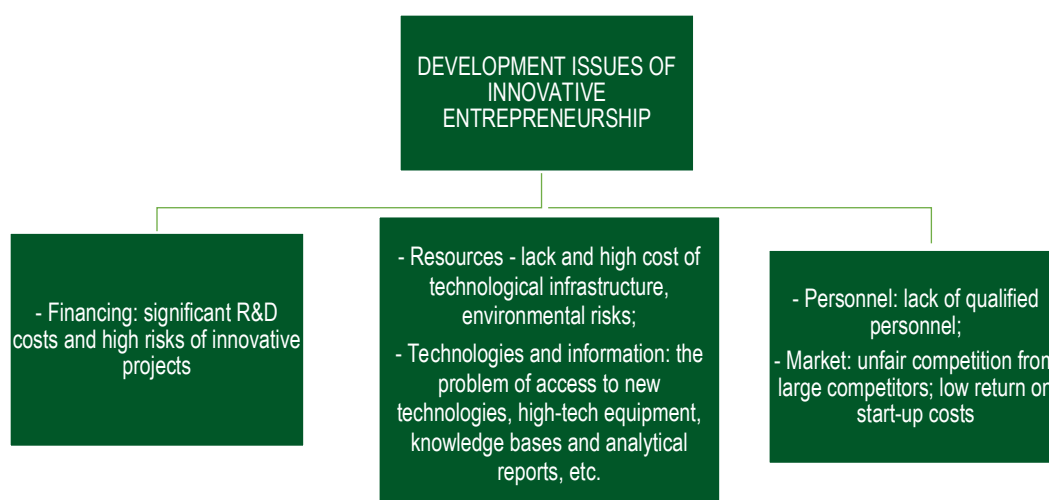 DEVELOPMENT ISSUES OF
INNOVATIVE
ENTREPRENEURSHIP
- Financing: significant R&D
costs and high risks of innovative
projects
- Resources - lack and high cost of
technological infrastructure,
environmental risks;
- Technologies and information: the
problem of access to new
technologies, high-tech equipment,
knowledge bases and analytical
reports, etc.
- Personnel: lack of qualified
personnel;
- Market: unfair competition from
large competitors; low return on
start-up costs